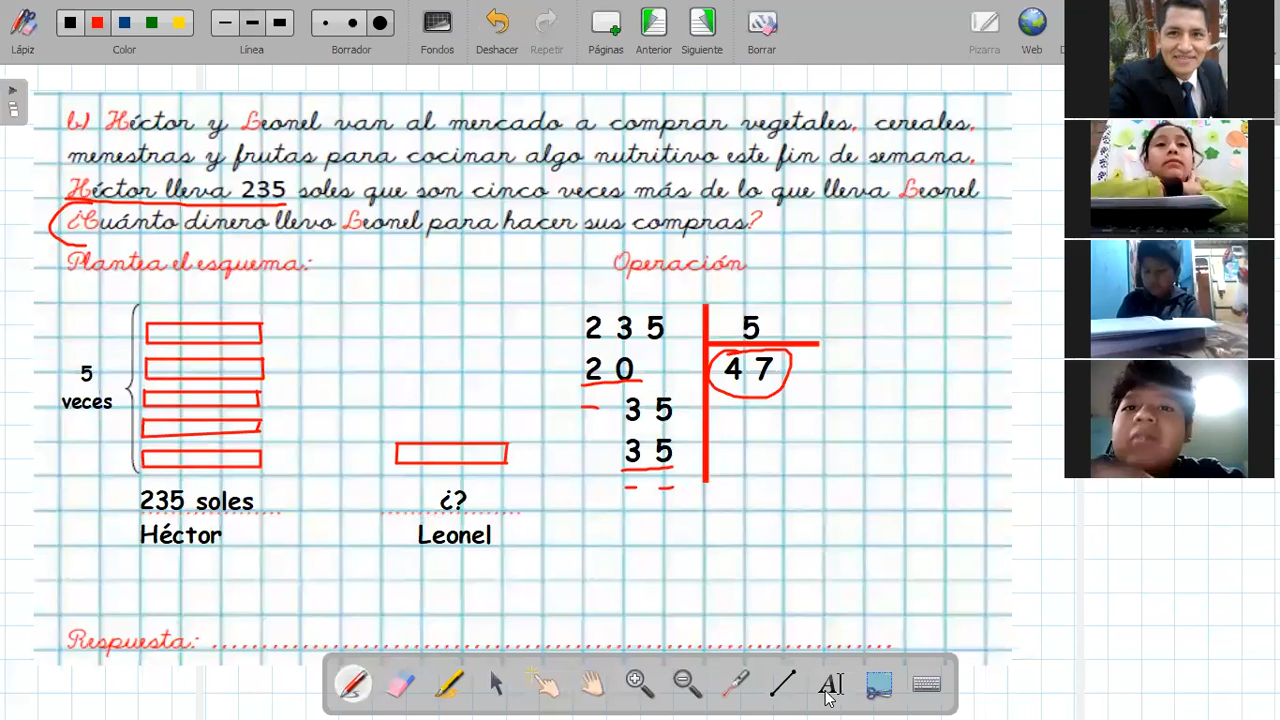 Lápiz
Color
Línea
Borrador
Fondos
Deshacer
Repetir
Páginas
Anterior
Siguiente
Borrar
Pizarra
Web
b) Héctor y Leonel van al mercado a comprar vegetales, cereales,
menestras y frutas para cocinar algo nutritivo este fin de semana,
Héctor lleva 235 soles que son cinco veces más de lo que lleva Leonel
¿Cuánto dinero llevo Leonel para hacer sus compras?
Plantea el esquema:
Operación
5
veces
235 soles
Héctor
¿?
Leonel
2 3 5 5
2 0 4 7
3 5
3 5
Respuesta: ........................................................................